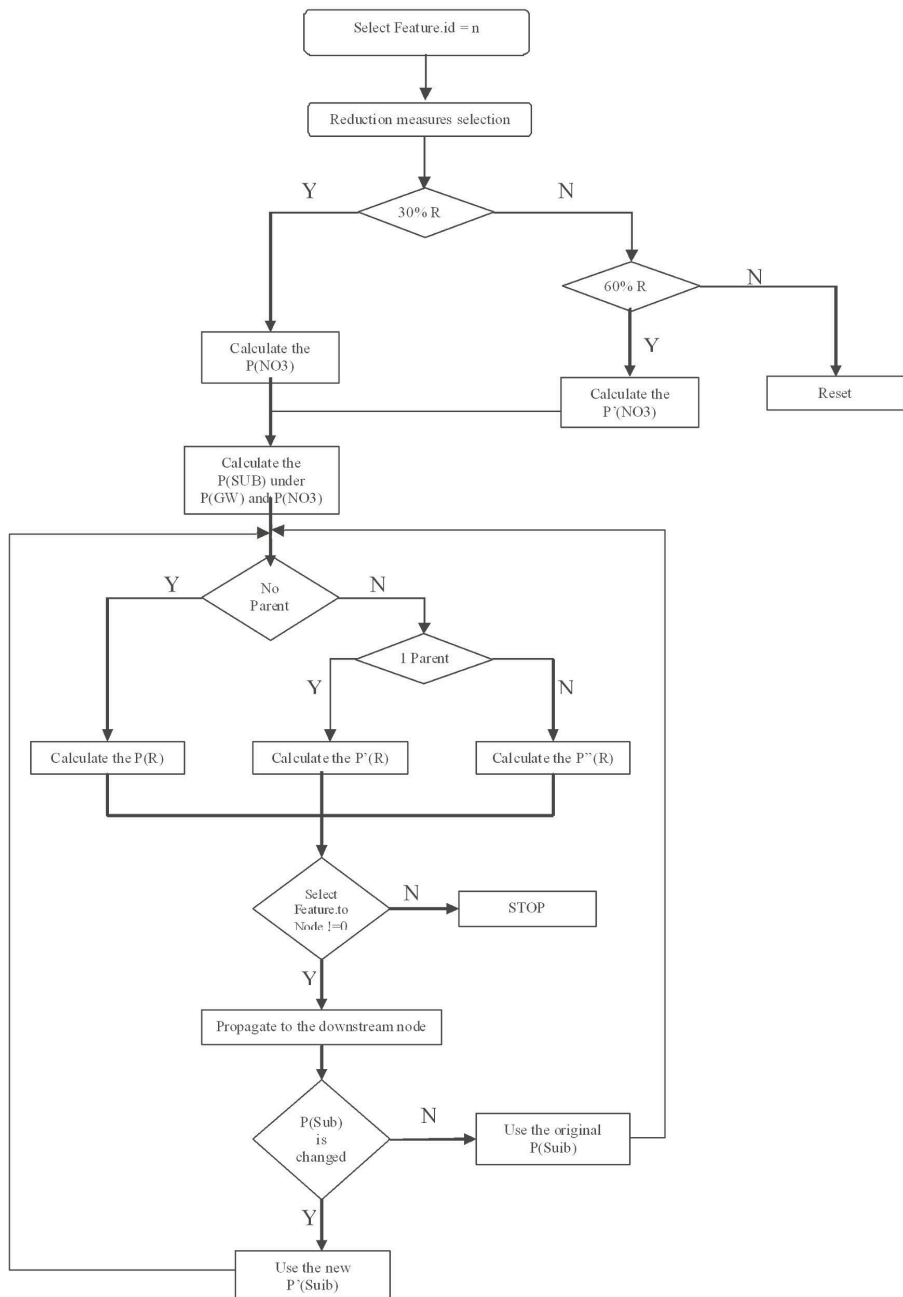 Select Feature.id = n
Reduction measures selection
Y
N
30% R
60% R
N
Y
Calculate the
P(NO3)
Calculate the
P'(NO3)
Reset
Calculate the
P(SUB) under
P(GW) and P(NO3)
Y
No
Parent
N
1 Parent
Y
N
Calculate the P(R)
Calculate the P'(R)
Calculate the P''(R)
Select
Feature.to
Node !=0
N
STOP
Y
Propagate to the downstream node
P(Sub)
is
changed
N
Use the original
P(Suib)
Y
Use the new
P'(Suib)